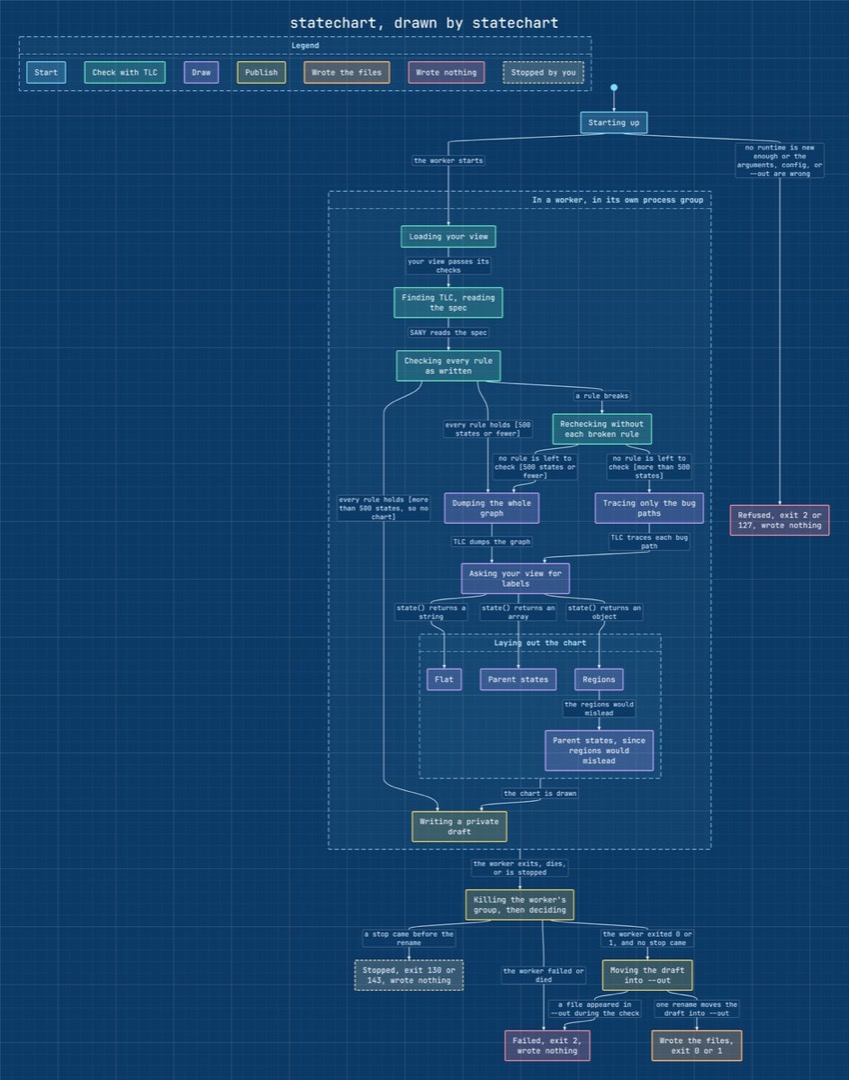 statechart, drawn by statechart
Legend
Start
Check with TLC
Draw
Publish
Wrote the files
Wrote nothing
Stopped by you
Starting up
the worker starts
no runtime is new
enough or the
arguments, config, or
--out are wrong
In a worker, in its own process group
Loading your view
your view passes its
checks
Finding TLC, reading
the spec
SANY reads the spec
Checking every rule
as written
a rule breaks
every rule holds [500
states or fewer]
Rechecking without
each broken rule
no rule is left to
check [500 states or
fewer]
no rule is left to
check [more than 500
states]
every rule holds [more
than 500 states, so no
chart]
Dumping the whole
graph
Tracing only the bug
paths
Refused, exit 2 or
127, wrote nothing
TLC dumps the graph
TLC traces each bug
path
Asking your view for
labels
state() returns a
string
state() returns an
array
state() returns an
object
Laying out the chart
Flat
Parent states
Regions
the regions would
mislead
Parent states, since
regions would
mislead
the chart is drawn
Writing a private
draft
the worker exits, dies,
or is stopped
Killing the worker's
group, then deciding
a stop came before the
rename
the worker exited 0 or
1, and no stop came
Stopped, exit 130 or
143, wrote nothing
the worker failed or
died
Moving the draft
into --out
a file appeared in
--out during the check
one rename moves the
draft into --out
Failed, exit 2,
wrote nothing
Wrote the files,
exit 0 or 1